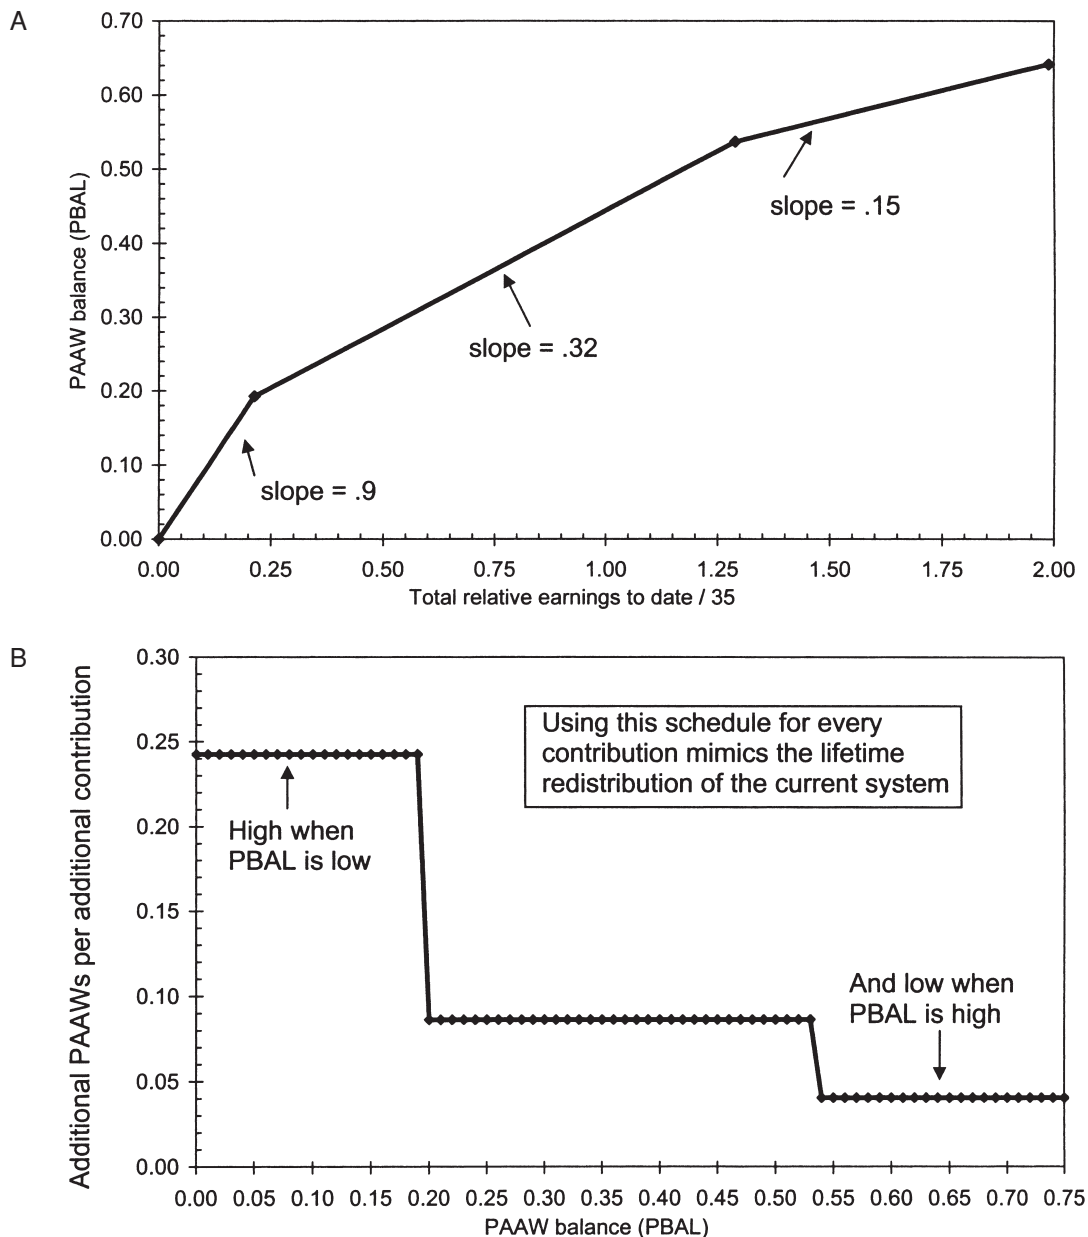 A
0.70
0.60
0.50
0.40
0.30
0.20
0.10
0.00
PAAW balance (PBAL)
slope = .15
slope = .32
slope = .9
0.00 0.25 0.50 0.75 1.00 1.25 1.50 1.75 2.00
Total relative earnings to date / 35
B
0.30
0.25
0.20
0.15
0.10
0.05
0.00
Additional PAAWs per additional contribution
Using this schedule for every
contribution mimics the lifetime
redistribution of the current system
High when
PBAL is low
And low when
PBAL is high
0.00 0.05 0.10 0.15 0.20 0.25 0.30 0.35 0.40 0.45 0.50 0.55 0.60 0.65 0.70 0.75
PAAW balance (PBAL)